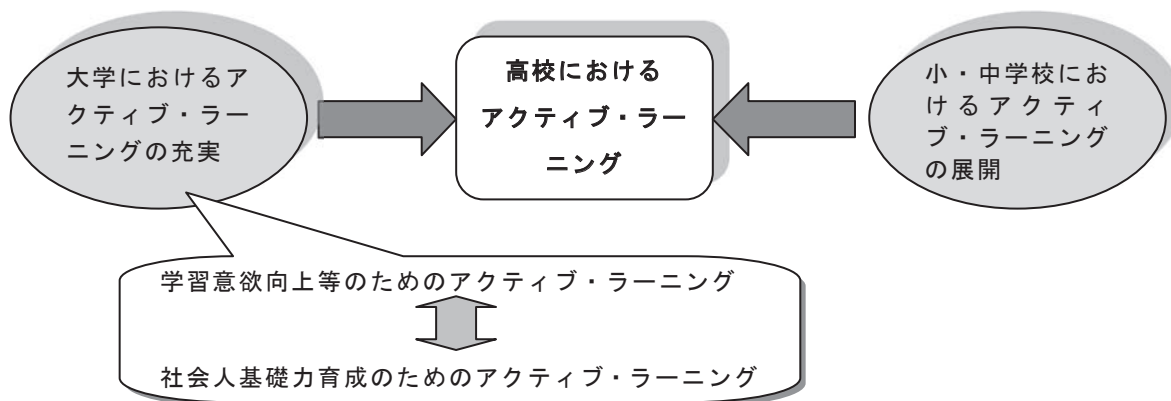 大学におけるア
クティブ・ラー
ニングの充実
高校における
アクティブ・ラー
ニング
小・中学校にお
けるアクティ
ブ・ラーニング
の展開
学習意欲向上等のためのアクティブ・ラーニング
社会人基礎力育成のためのアクティブ・ラーニング